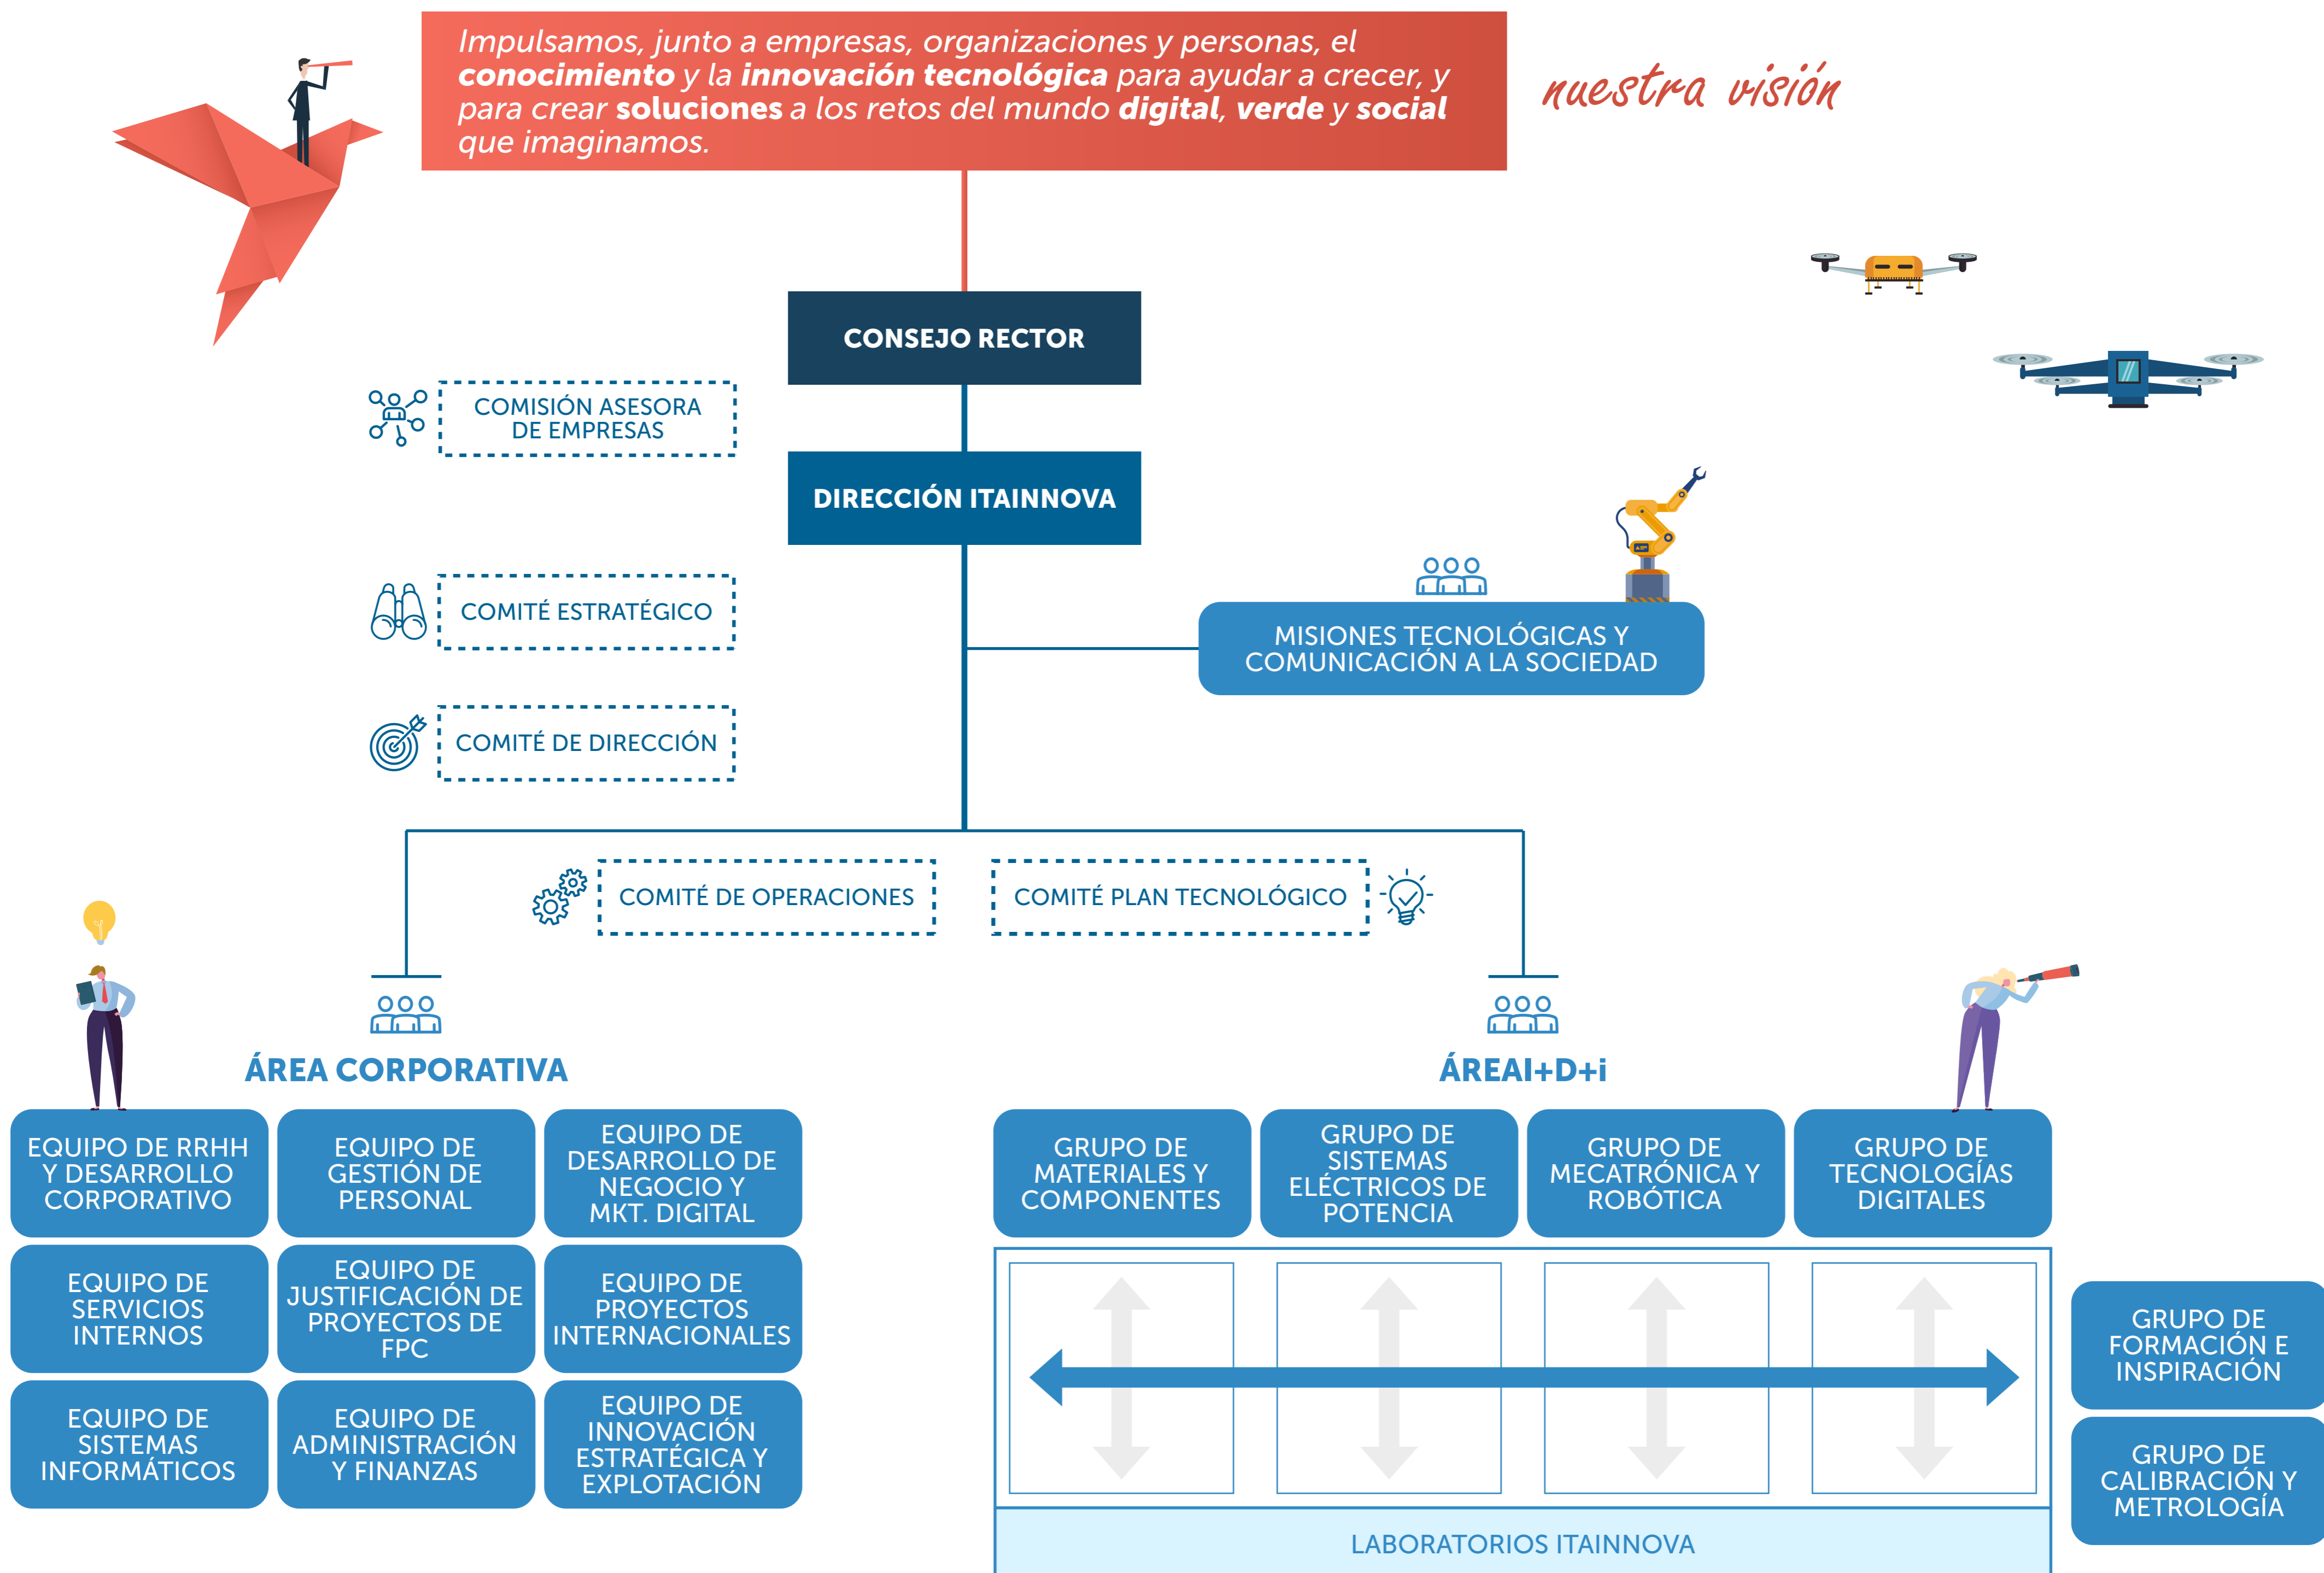 Impulsamos, junto a empresas, organizaciones y personas, el
conocimiento y la innovación tecnológica para ayudar a crecer, y
para crear soluciones a los retos del mundo digital, verde y social
que imaginamos.
nuestra visión
CONSEJO RECTOR
COMISIÓN ASESORA
DE EMPRESAS
DIRECCIÓN ITAINNOVA
COMITÉ ESTRATÉGICO
MISIONES TECNOLÓGICAS Y
COMUNICACIÓN A LA SOCIEDAD
COMITÉ DE DIRECCIÓN
COMITÉ DE OPERACIONES
COMITÉ PLAN TECNOLÓGICO
ÁREA CORPORATIVA
EQUIPO DE RRHH
Y DESARROLLO
CORPORATIVO
EQUIPO DE
GESTIÓN DE
PERSONAL
EQUIPO DE
DESARROLLO DE
NEGOCIO Y
MKT. DIGITAL
EQUIPO DE
SERVICIOS
INTERNOS
EQUIPO DE
JUSTIFICACIÓN DE
PROYECTOS DE
FPC
EQUIPO DE
PROYECTOS
INTERNACIONALES
EQUIPO DE
SISTEMAS
INFORMÁTICOS
EQUIPO DE
ADMINISTRACIÓN
Y FINANZAS
EQUIPO DE
INNOVACIÓN
ESTRATÉGICA Y
EXPLOTACIÓN
ÁREAI+D+i
GRUPO DE
MATERIALES Y
COMPONENTES
GRUPO DE
SISTEMAS
ELÉCTRICOS DE
POTENCIA
GRUPO DE
MECATRÓNICA Y
ROBÓTICA
GRUPO DE
TECNOLOGÍAS
DIGITALES
GRUPO DE
FORMACIÓN E
INSPIRACIÓN
GRUPO DE
CALIBRACIÓN Y
METROLOGÍA
LABORATORIOS ITAINNOVA